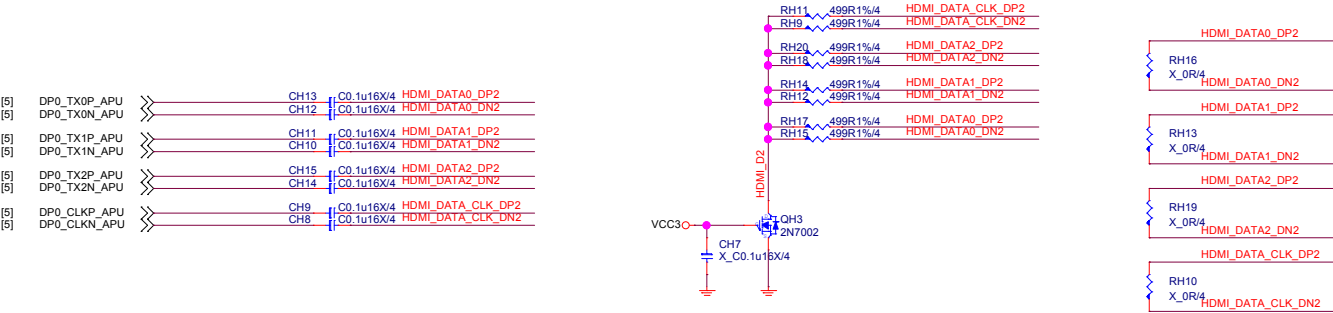 [5] DP0_TX0P_APU CH13 C0.1u16X/4 HDMI_DATA0_DP2
[5] DP0_TX0N_APU CH12 C0.1u16X/4 HDMI_DATA0_DN2
[5] DP0_TX1P_APU CH11 C0.1u16X/4 HDMI_DATA1_DP2
[5] DP0_TX1N_APU CH10 C0.1u16X/4 HDMI_DATA1_DN2
[5] DP0_TX2P_APU CH15 C0.1u16X/4 HDMI_DATA2_DP2
[5] DP0_TX2N_APU CH14 C0.1u16X/4 HDMI_DATA2_DN2
[5] DP0_CLKP_APU CH9 C0.1u16X/4 HDMI_DATA_CLK_DP2
[5] DP0_CLKN_APU CH8 C0.1u16X/4 HDMI_DATA_CLK_DN2
RH11 499R1%/4 HDMI_DATA_CLK_DP2
RH9 499R1%/4 HDMI_DATA_CLK_DN2
RH20 499R1%/4 HDMI_DATA2_DP2
RH18 499R1%/4 HDMI_DATA2_DN2
RH14 499R1%/4 HDMI_DATA1_DP2
RH12 499R1%/4 HDMI_DATA1_DN2
RH17 499R1%/4 HDMI_DATA0_DP2
RH15 499R1%/4 HDMI_DATA0_DN2
HDMI_D2
VCC3
QH3
2N7002
CH7
X_C0.1u16X/4
HDMI_DATA0_DP2
RH16
X_0R/4
HDMI_DATA0_DN2
HDMI_DATA1_DP2
RH13
X_0R/4
HDMI_DATA1_DN2
HDMI_DATA2_DP2
RH19
X_0R/4
HDMI_DATA2_DN2
HDMI_DATA_CLK_DP2
RH10
X_0R/4
HDMI_DATA_CLK_DN2